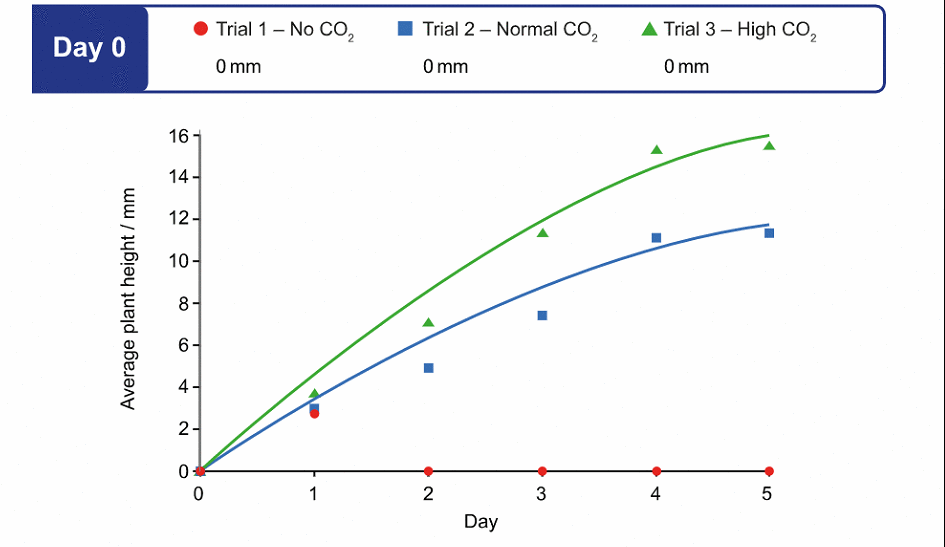 Day 0
Trial 1 – No CO₂
Trial 2 – Normal CO₂
Trial 3 – High CO₂
0 mm
0 mm
0 mm
Average plant height / mm
16
14
12
10
8
6
4
2
0
0 1 2 3 4 5
Day